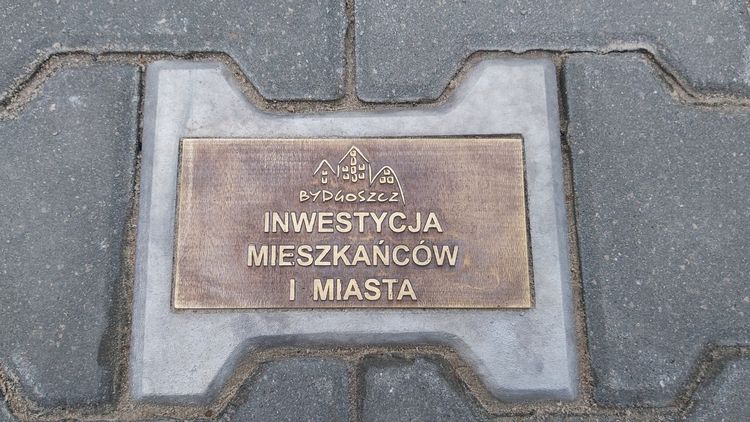 BYDGOSZCZ
INWESTYCJA
MIESZKAŃCÓW
I MIASTA